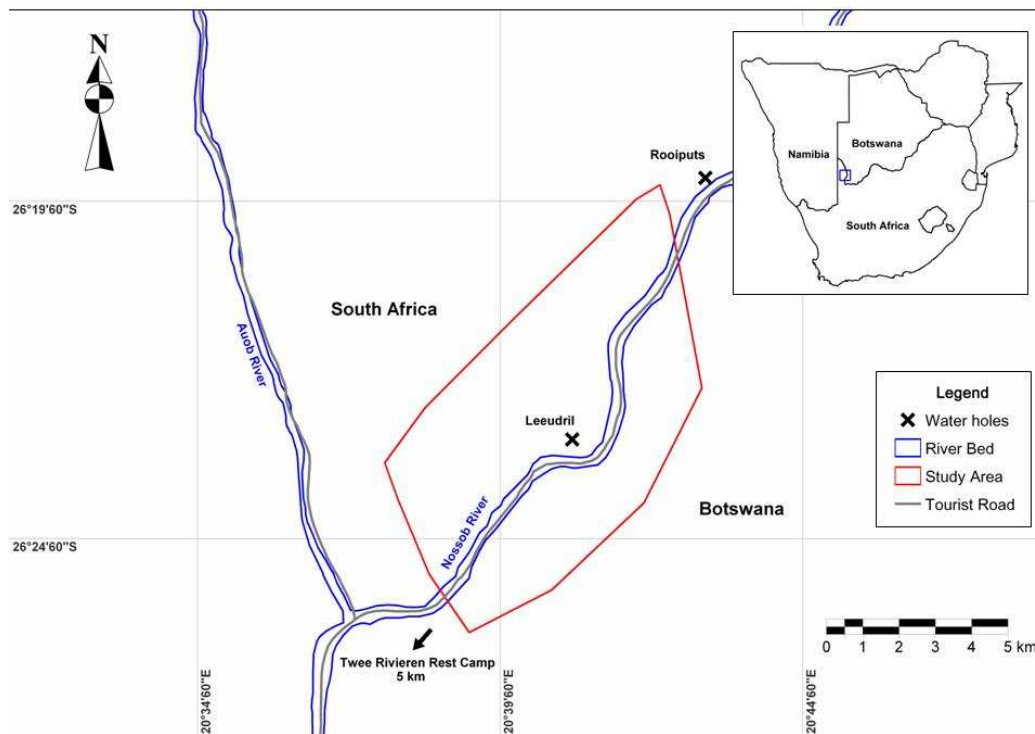 N
Rooiputs
Namibia
Botswana
South Africa
26°19'60"S
South Africa
Auob River
Leeudril
Legend
Water holes
River Bed
Study Area
Tourist Road
Nossob River
Botswana
26°24'60"S
Twee Rivieren Rest Camp
5 km
0 1 2 3 4 5 km
20°34'60"E
20°39'60"E
20°44'60"E